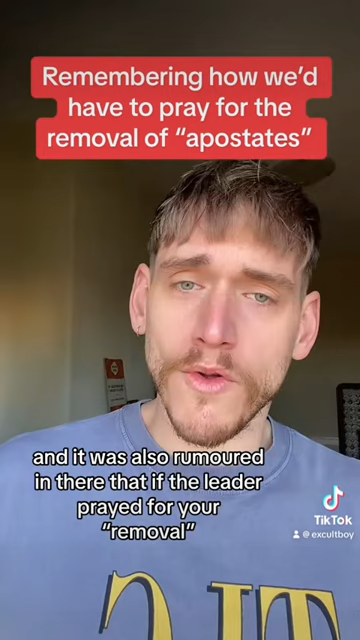 Remembering how we’d
have to pray for the
removal of “apostates”
and it was also rumoured
in there that if the leader
prayed for your
“removal”
TikTok
@ excultboy